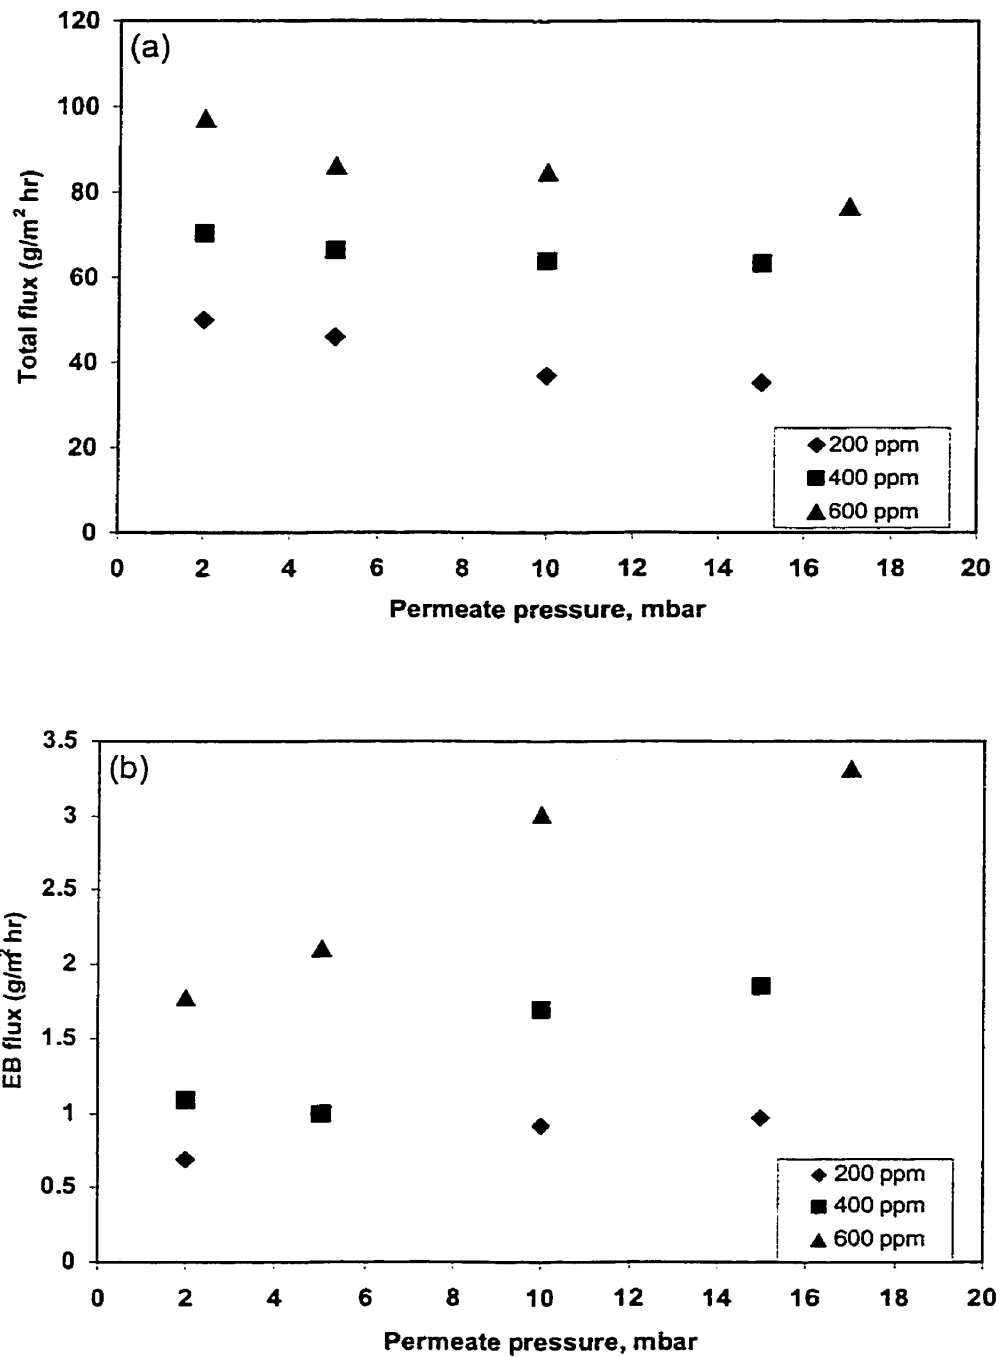 (a)
120
100
80
60
40
20
0
Total flux (g/m² hr)
200 ppm
400 ppm
600 ppm
0 2 4 6 8 10 12 14 16 18 20
Permeate pressure, mbar
(b)
3.5
3
2.5
2
1.5
1
0.5
0
EB flux (g/m² hr)
200 ppm
400 ppm
600 ppm
0 2 4 6 8 10 12 14 16 18 20
Permeate pressure, mbar